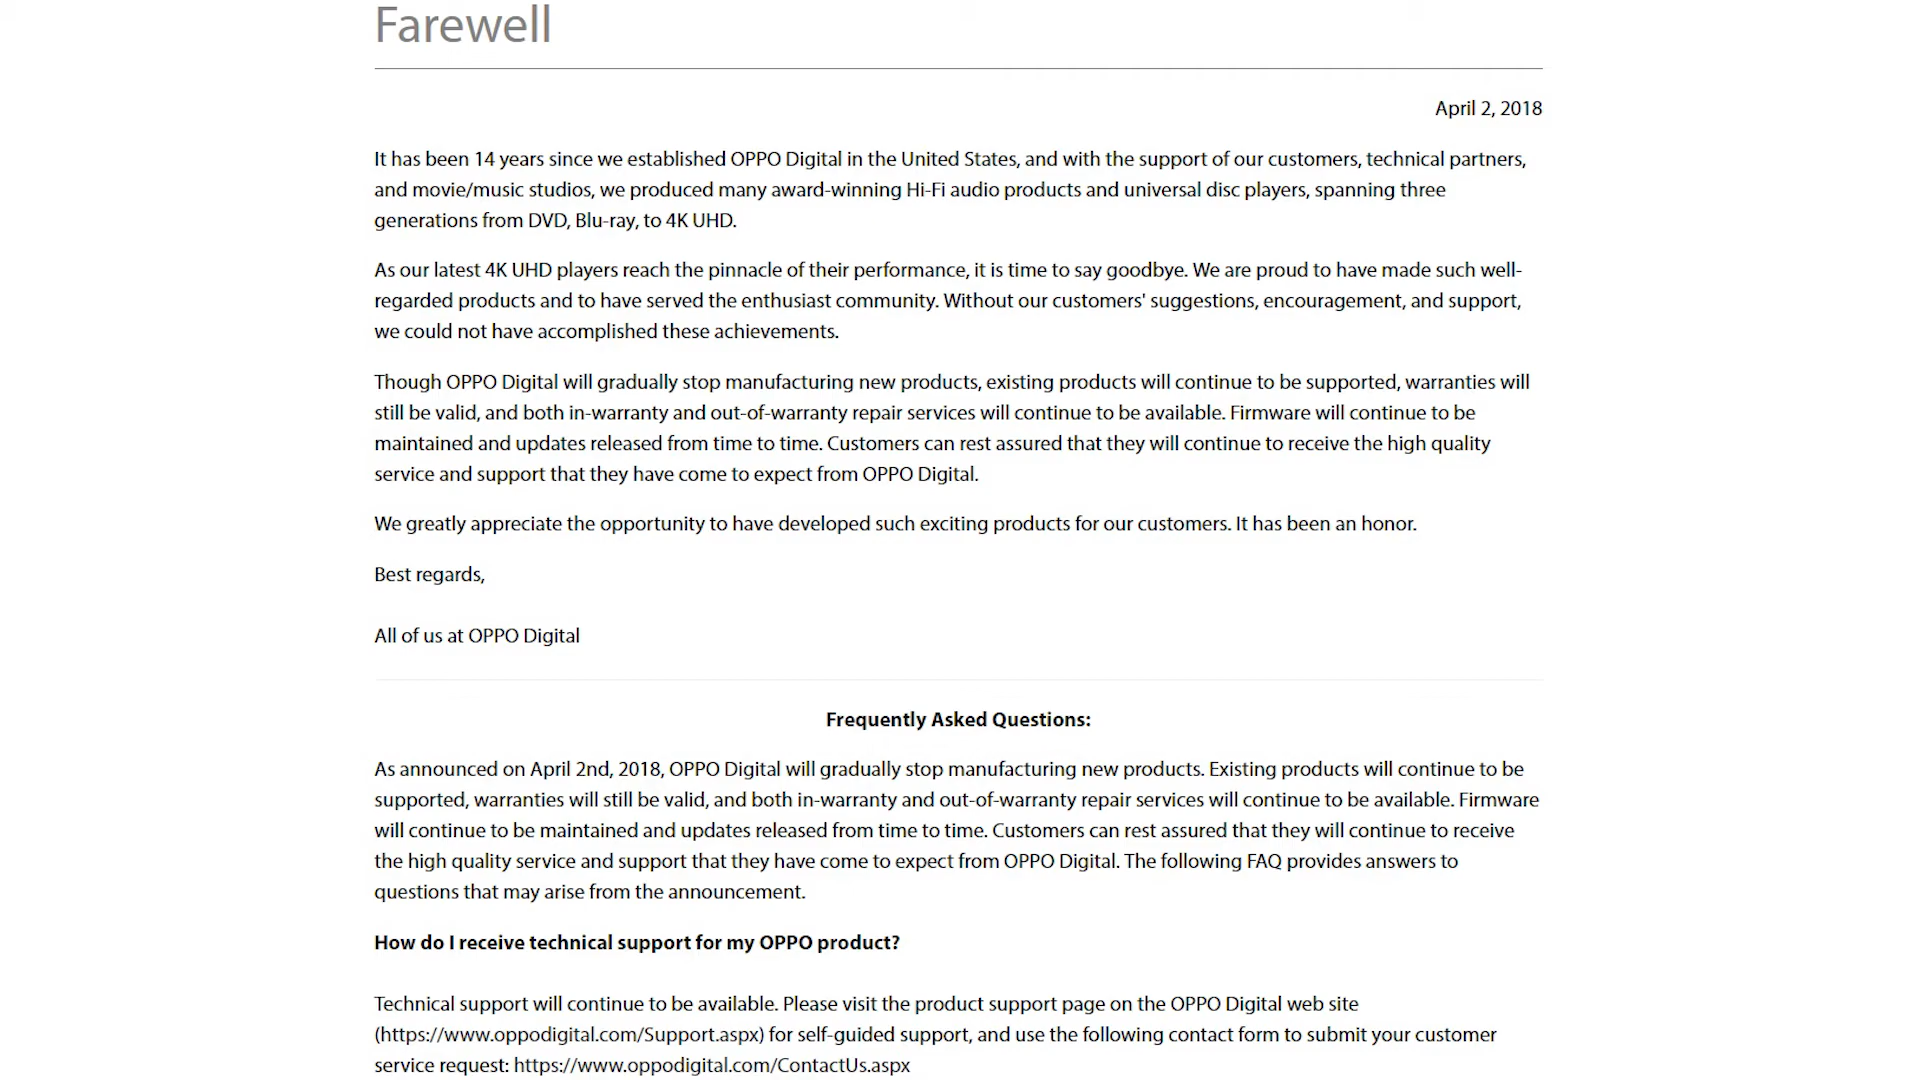 Farewell
April 2, 2018
It has been 14 years since we established OPPO Digital in the United States, and with the support of our customers, technical partners,
and movie/music studios, we produced many award-winning Hi-Fi audio products and universal disc players, spanning three
generations from DVD, Blu-ray, to 4K UHD.
As our latest 4K UHD players reach the pinnacle of their performance, it is time to say goodbye. We are proud to have made such well-
regarded products and to have served the enthusiast community. Without our customers' suggestions, encouragement, and support,
we could not have accomplished these achievements.
Though OPPO Digital will gradually stop manufacturing new products, existing products will continue to be supported, warranties will
still be valid, and both in-warranty and out-of-warranty repair services will continue to be available. Firmware will continue to be
maintained and updates released from time to time. Customers can rest assured that they will continue to receive the high quality
service and support that they have come to expect from OPPO Digital.
We greatly appreciate the opportunity to have developed such exciting products for our customers. It has been an honor.
Best regards,
All of us at OPPO Digital
Frequently Asked Questions:
As announced on April 2nd, 2018, OPPO Digital will gradually stop manufacturing new products. Existing products will continue to be
supported, warranties will still be valid, and both in-warranty and out-of-warranty repair services will continue to be available. Firmware
will continue to be maintained and updates released from time to time. Customers can rest assured that they will continue to receive
the high quality service and support that they have come to expect from OPPO Digital. The following FAQ provides answers to
questions that may arise from the announcement.
How do I receive technical support for my OPPO product?
Technical support will continue to be available. Please visit the product support page on the OPPO Digital web site
(https://www.oppodigital.com/Support.aspx) for self-guided support, and use the following contact form to submit your customer
service request: https://www.oppodigital.com/ContactUs.aspx